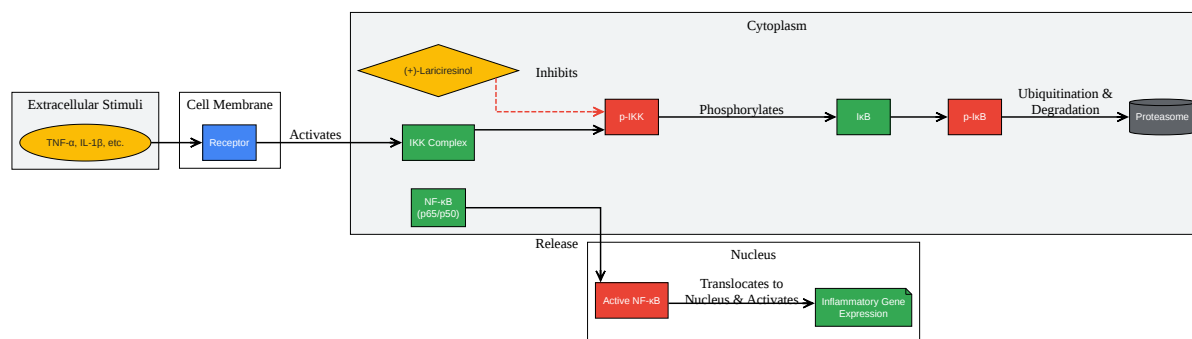 Cytoplasm
(+)-Lariciresinol
Inhibits
Extracellular Stimuli
Cell Membrane
Ubiquitination &
Degradation
TNF-α, IL-1β, etc.
Receptor
Activates
IKK Complex
p-IKK
Phosphorylates
IκB
p-IκB
Proteasome
NF-κB
(p65/p50)
Release
Nucleus
Active NF-κB
Translocates to
Nucleus & Activates
Inflammatory Gene
Expression